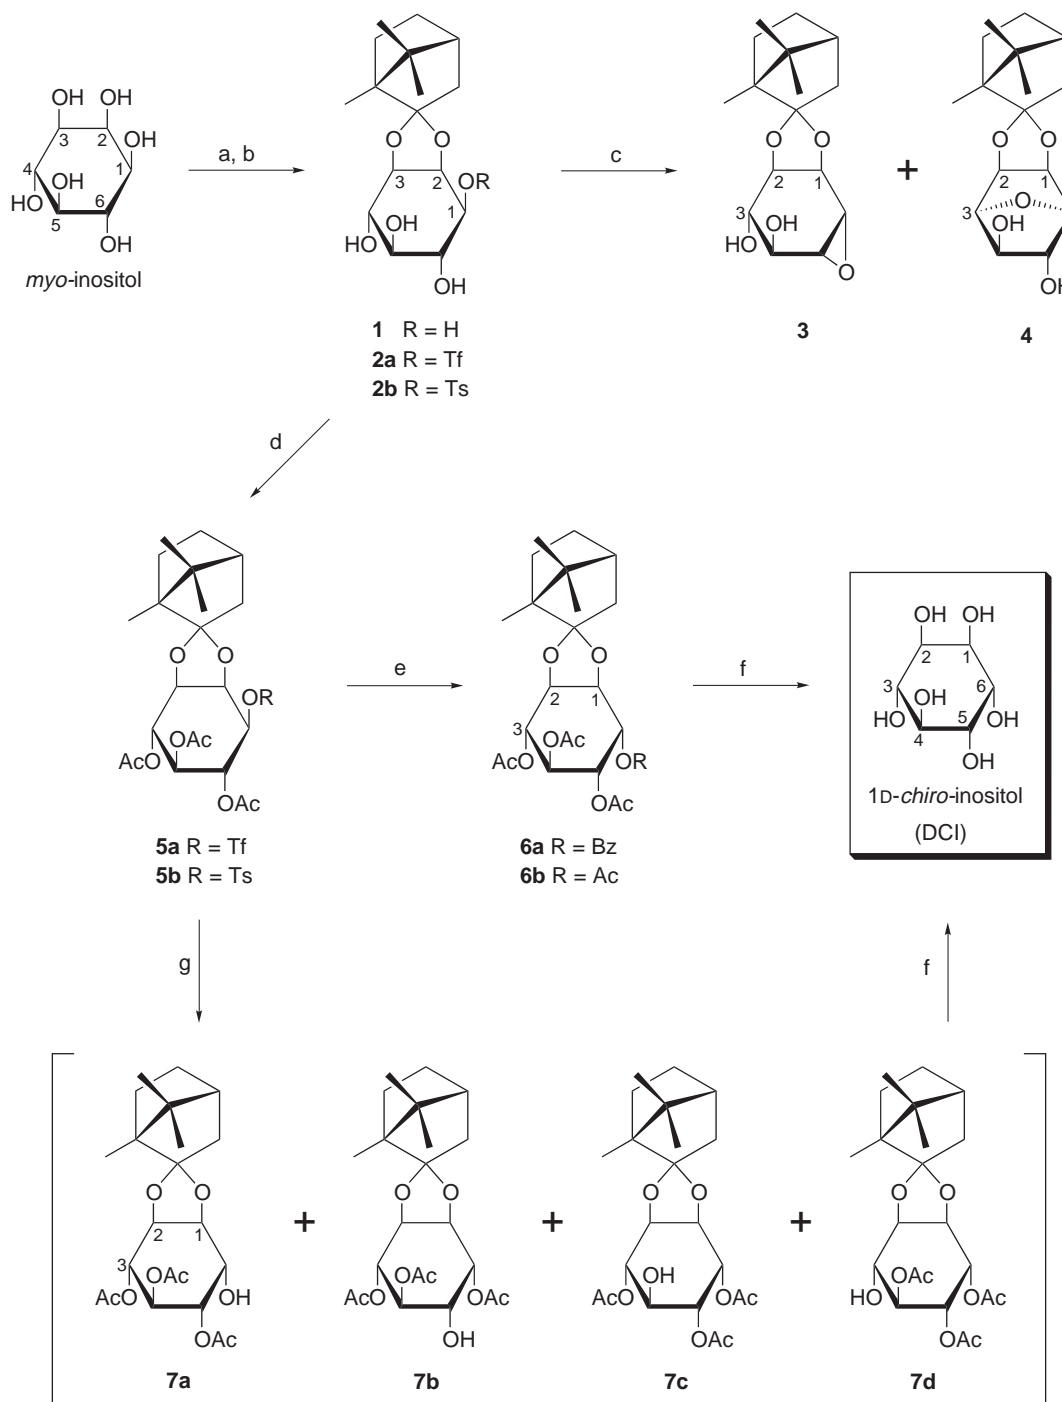 OH OH
OH
3 2
1
4
OH
6
HO
5
OH
myo-inositol
a, b
O O
3 2
OR
1
HO
HO
OH
1 R = H
2a R = Tf
2b R = Ts
c
O O
2 1
3
HO
HO
O
3
+
O O
2 1
3
O
OH
OH
4
d
O O
OR
OAc
AcO
OAc
5a R = Tf
5b R = Ts
e
O O
2 1
3
OAc
AcO
OR
OAc
6a R = Bz
6b R = Ac
f
OH OH
2 1
3
6
OH
HO
5
OH
4
OH
1D-chiro-inositol
(DCI)
g
f
O O
2 1
3
OAc
AcO
OH
OAc
7a
+
O O
OAc
AcO
OAc
OH
7b
+
O O
OH
AcO
OAc
OAc
7c
+
O O
OAc
HO
OAc
OAc
7d